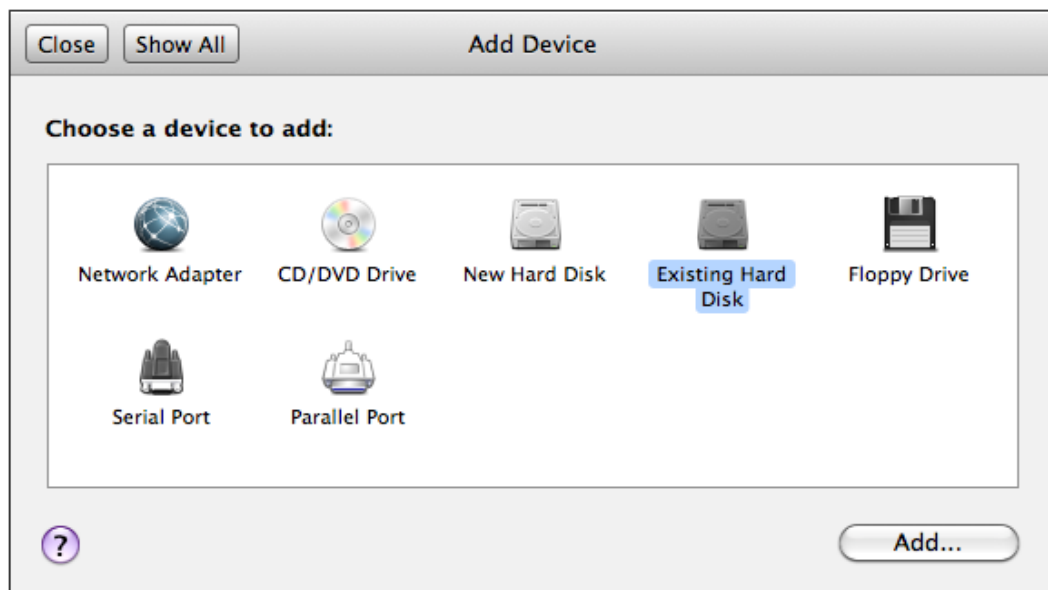 Close Show All Add Device
Choose a device to add:
Network Adapter CD/DVD Drive New Hard Disk Existing Hard Disk Floppy Drive
Serial Port Parallel Port
? Add...